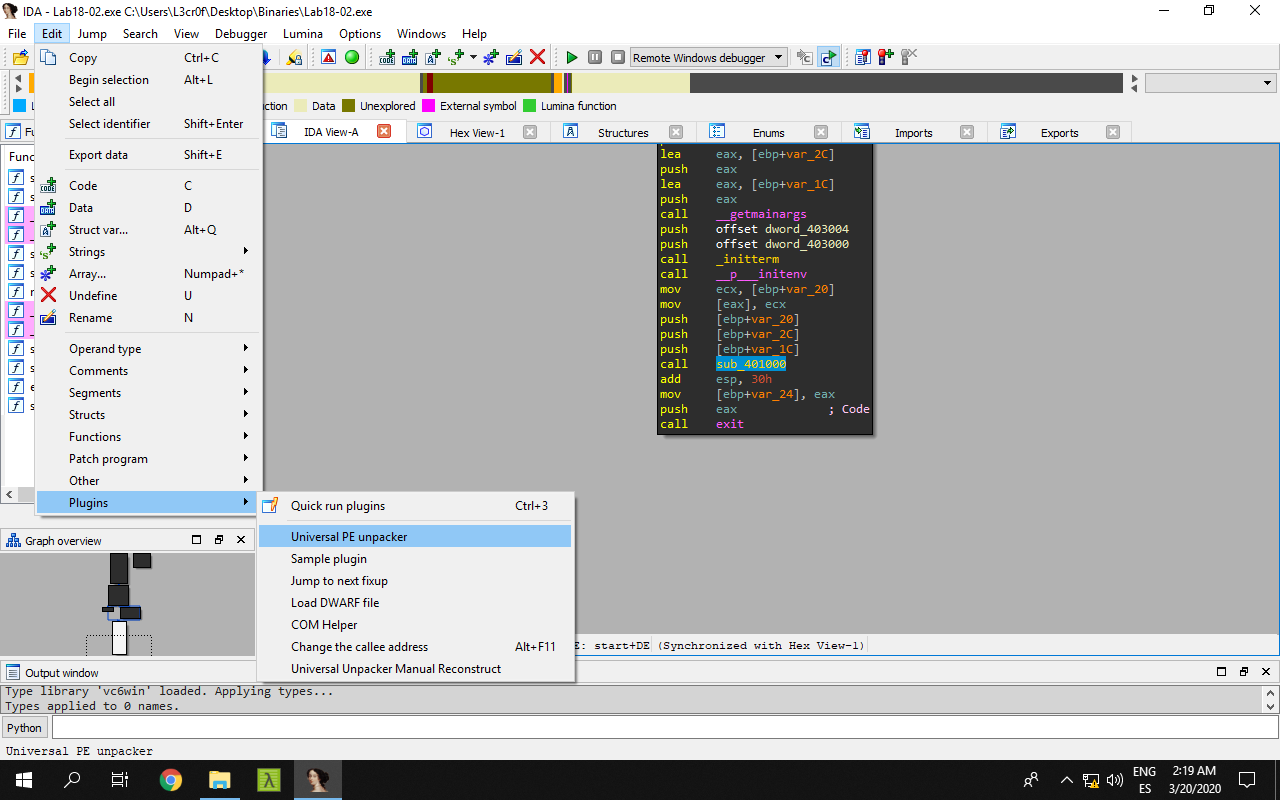 IDA - Lab18-02.exe C:\Users\L3cr0f\Desktop\Binaries\Lab18-02.exe
File Edit Jump Search View Debugger Lumina Options Windows Help
Remote Windows debugger
Data Unexplored External symbol Lumina function
IDA View-A Hex View-1 Structures Enums Imports Exports
Copy Ctrl+C
Begin selection Alt+L
Select all
Select identifier Shift+Enter
Export data Shift+E
Code C
Data D
Struct var... Alt+Q
Strings
Array... Numpad+*
Undefine U
Rename N
Operand type
Comments
Segments
Structs
Functions
Patch program
Other
Plugins
Quick run plugins Ctrl+3
Universal PE unpacker
Sample plugin
Jump to next fixup
Load DWARF file
COM Helper
Change the callee address Alt+F11
Universal Unpacker Manual Reconstruct
lea eax, [ebp+var_2C]
push eax
lea eax, [ebp+var_1C]
push eax
call __getmainargs
push offset dword_403004
push offset dword_403000
call _initterm
call __p___initenv
mov ecx, [ebp+var_20]
mov [eax], ecx
push [ebp+var_20]
push [ebp+var_2C]
push [ebp+var_1C]
call sub_401000
add esp, 30h
mov [ebp+var_24], eax
push eax ; Code
call exit
Graph overview
E: start+DE (Synchronized with Hex View-1)
Output window
Type library 'vc6win' loaded. Applying types...
Types applied to 0 names.
Python
Universal PE unpacker
ENG
ES
2:19 AM
3/20/2020